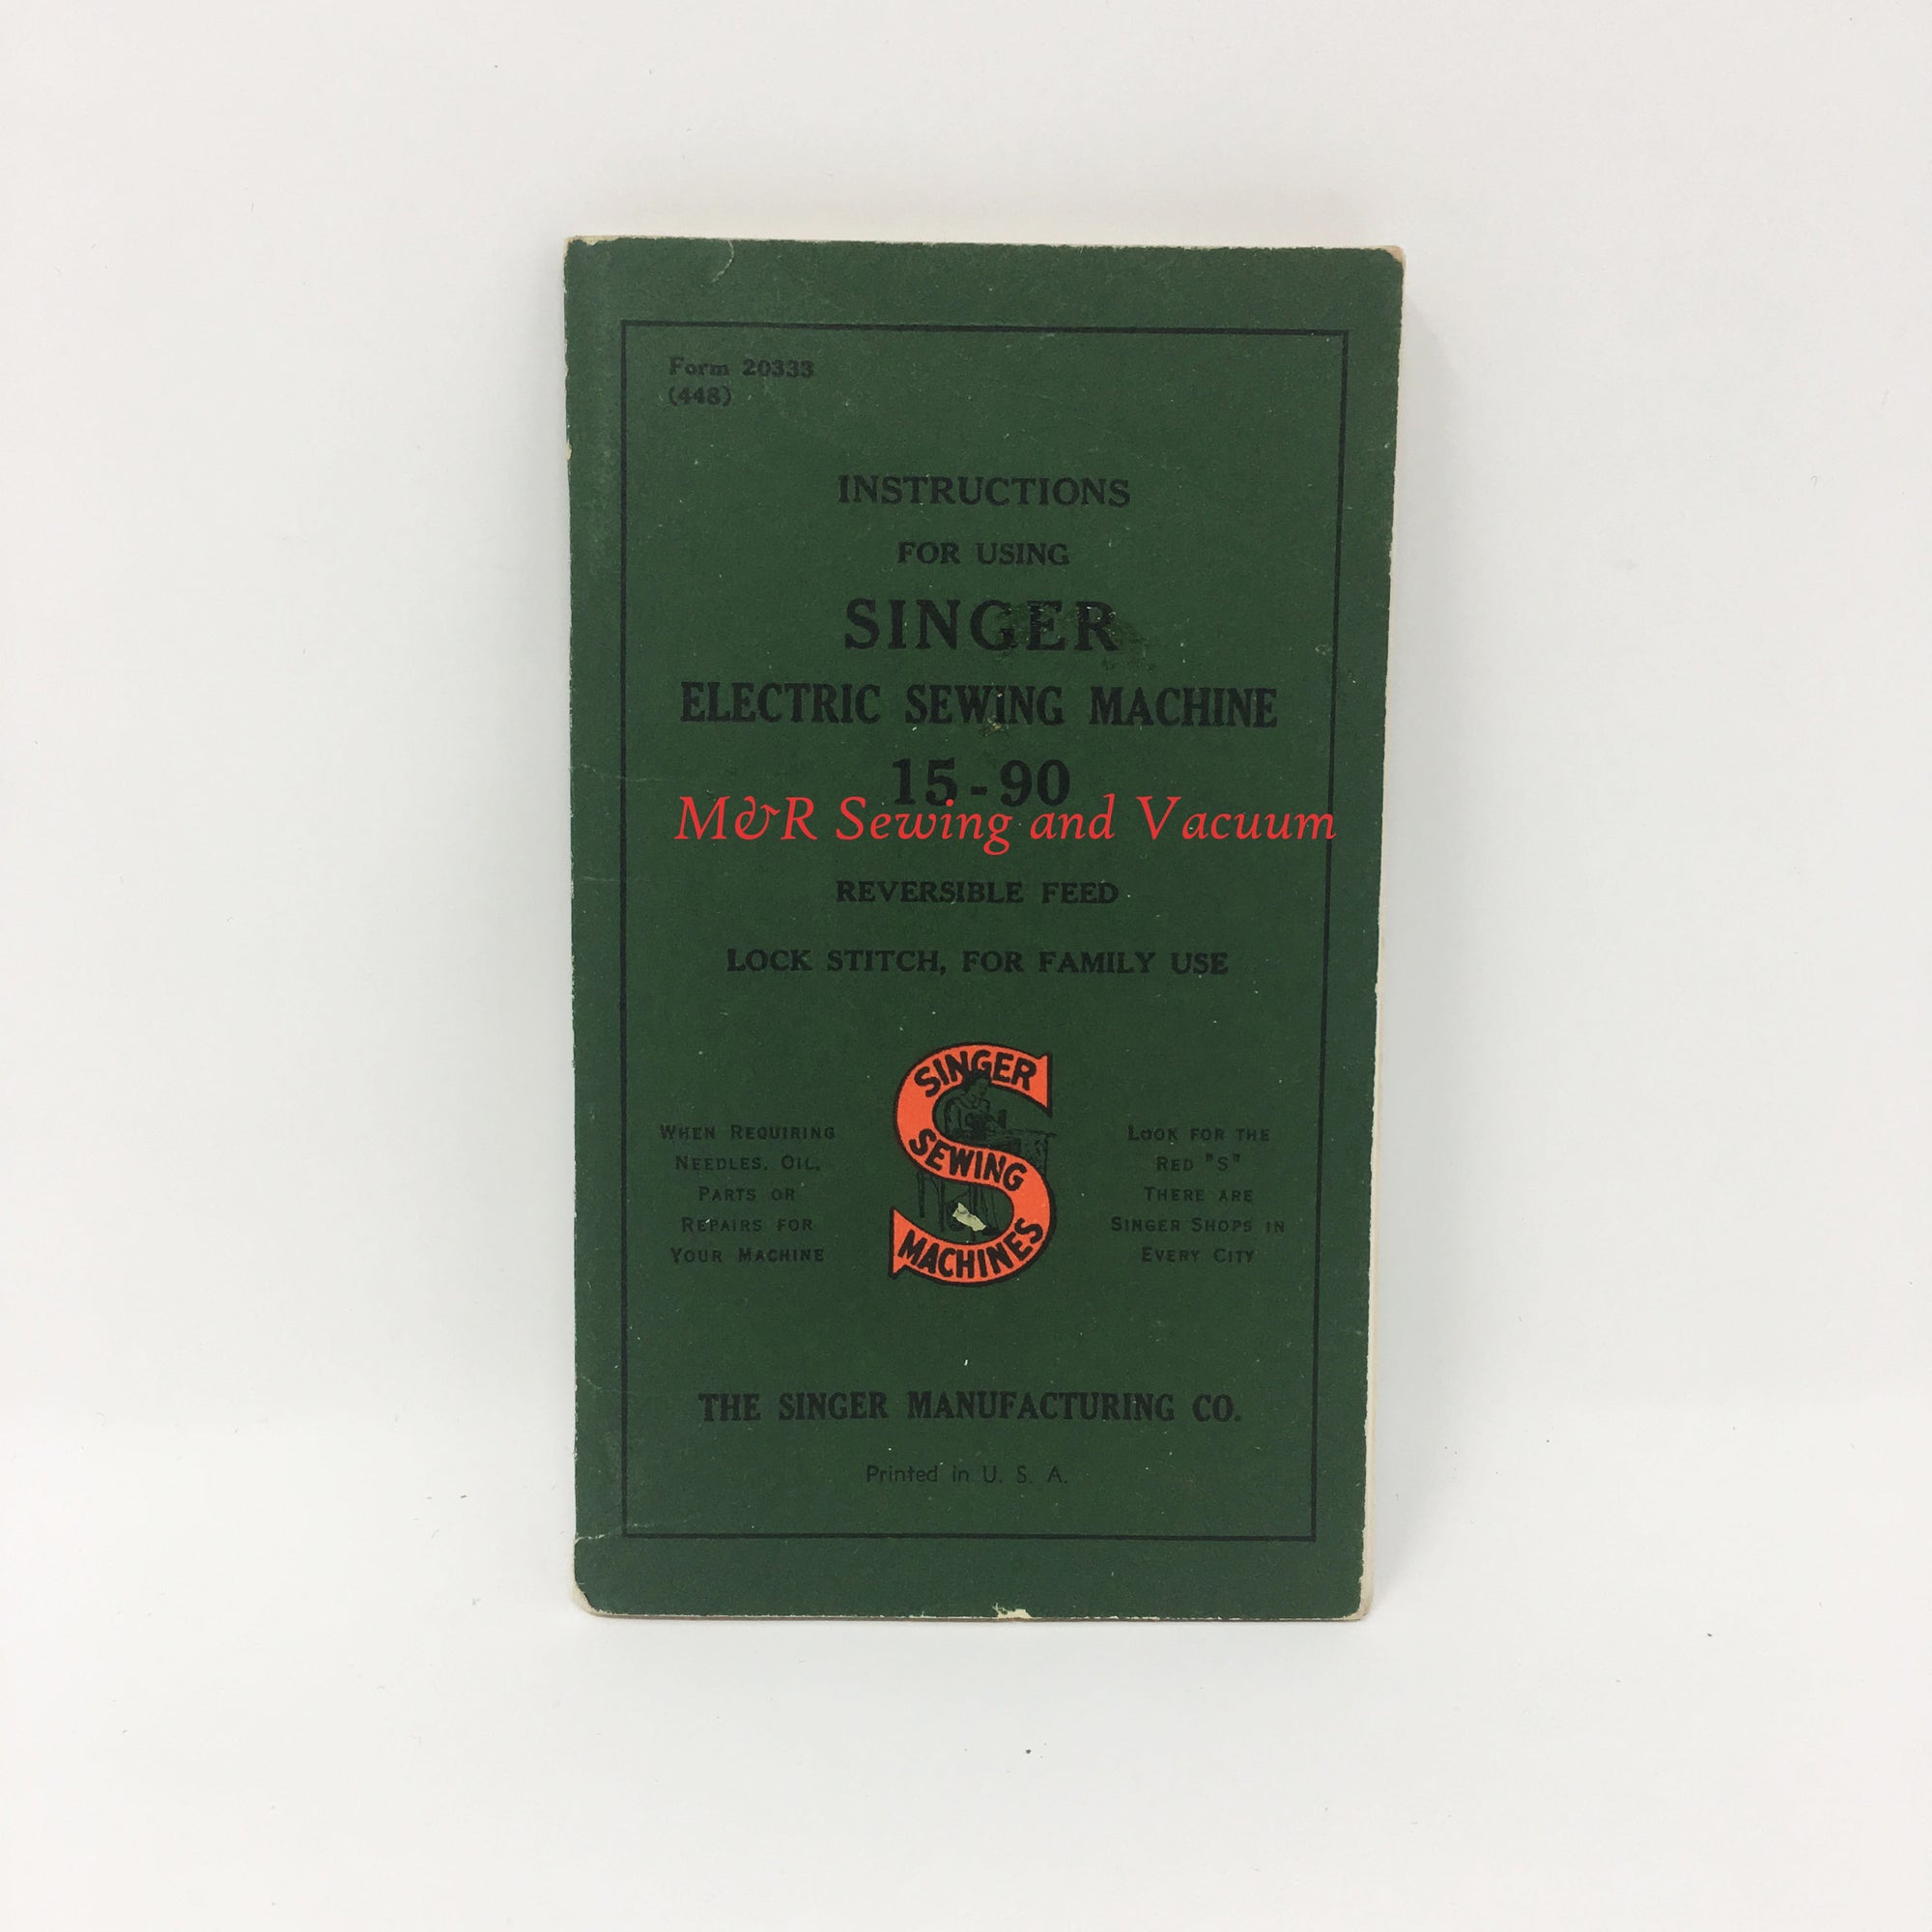 Form 20333
(448)
INSTRUCTIONS
FOR USING
SINGER
ELECTRIC SEWING MACHINE
15-90
M&R Sewing and Vacuum
REVERSIBLE FEED
LOCK STITCH, FOR FAMILY USE
SINGER
SEWING
MACHINES
WHEN REQUIRING
NEEDLES, OIL,
PARTS OR
REPAIRS FOR
YOUR MACHINE
LOOK FOR THE
RED "S"
THERE ARE
SINGER SHOPS IN
EVERY CITY
THE SINGER MANUFACTURING CO.
Printed in U. S. A.